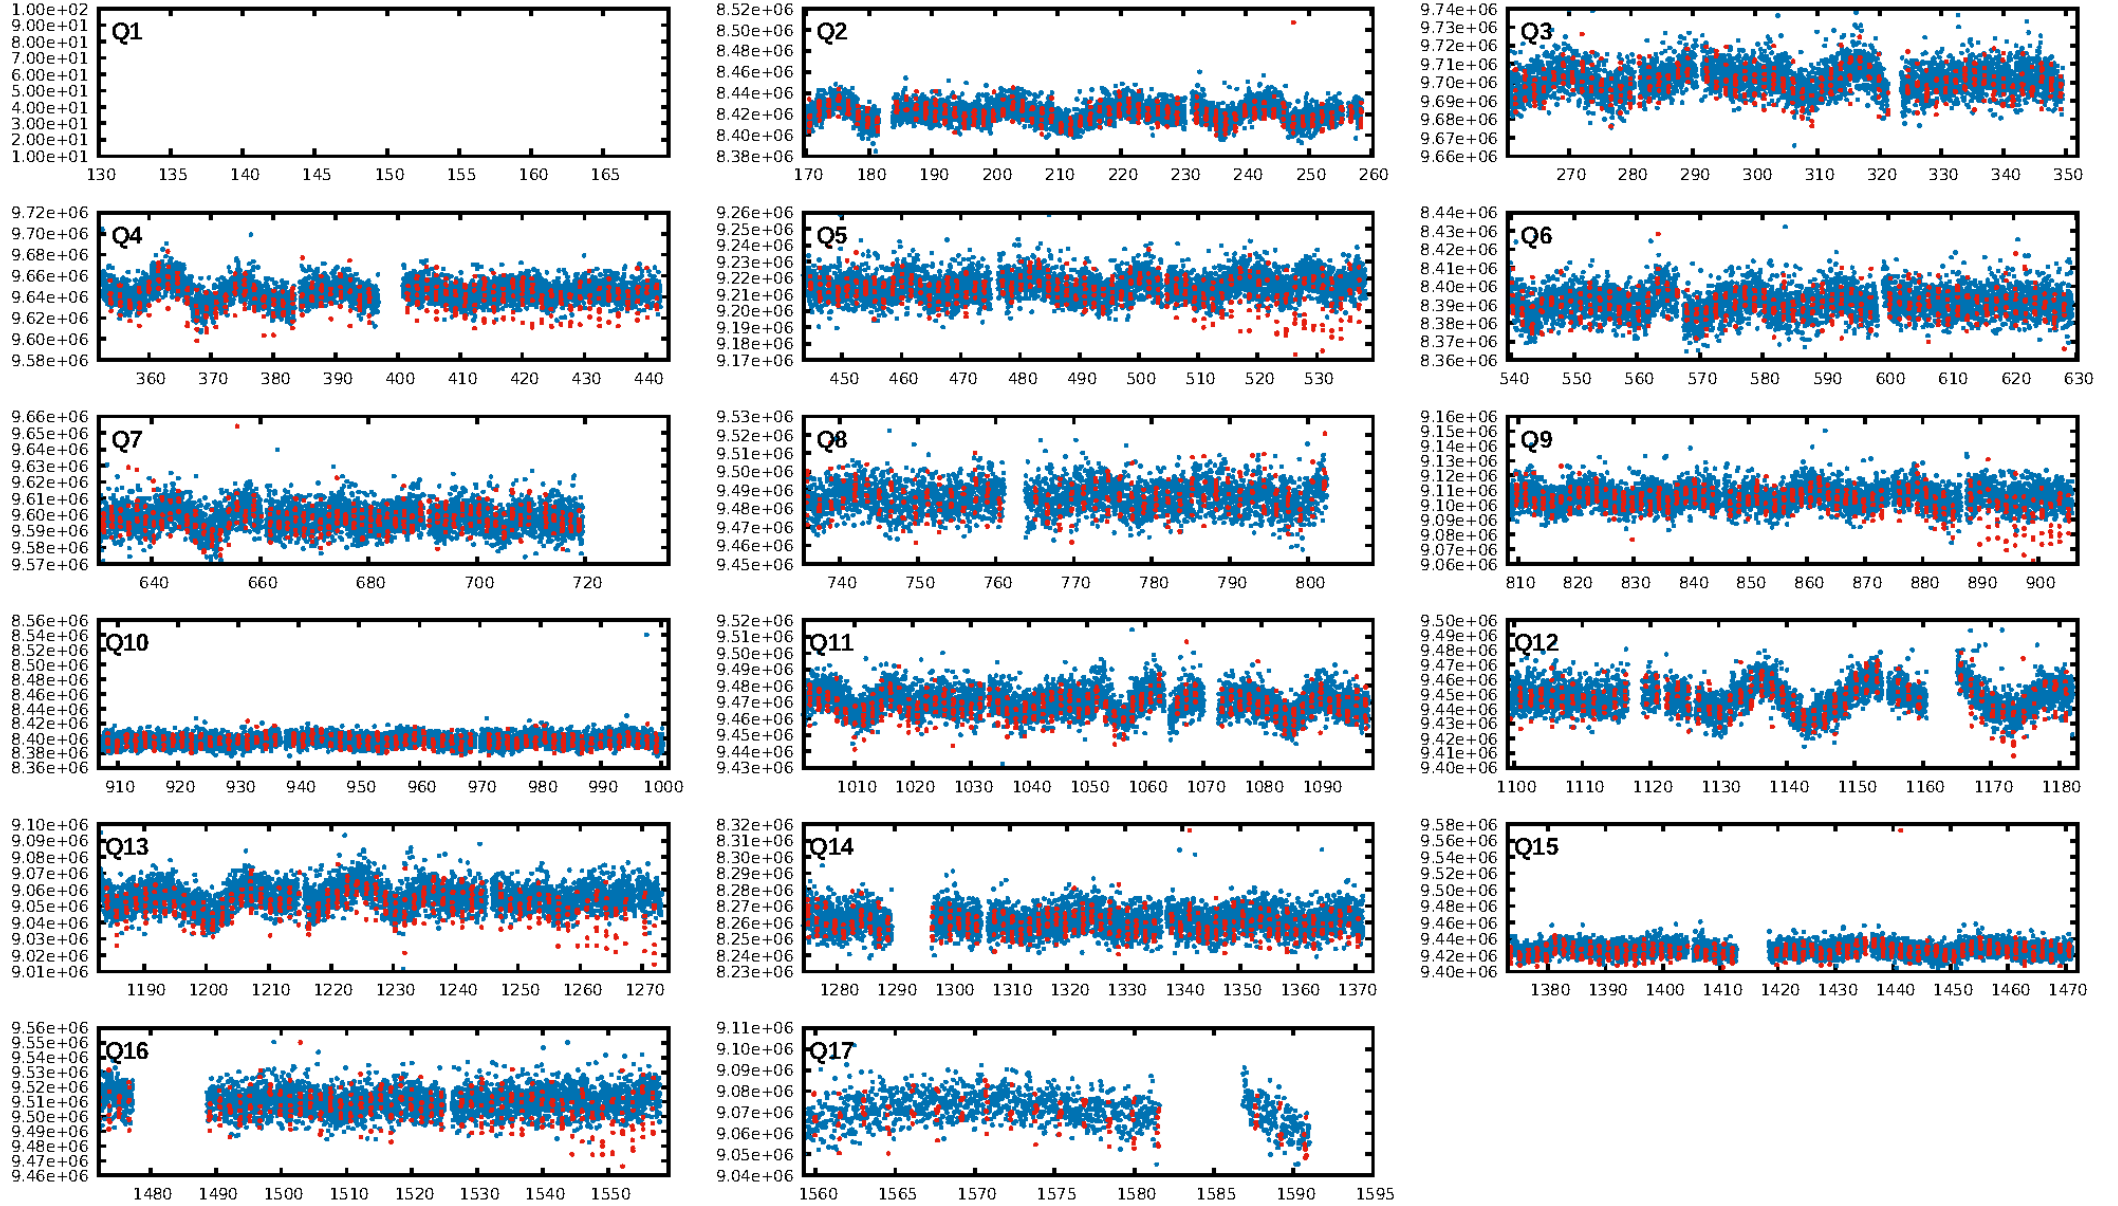 1.00e+02
9.00e+01
8.00e+01
7.00e+01
6.00e+01
5.00e+01
4.00e+01
3.00e+01
2.00e+01
1.00e+01
Q1
130 135 140 145 150 155 160 165
8.52e+06
8.50e+06
8.48e+06
8.46e+06
8.44e+06
8.42e+06
8.40e+06
8.38e+06
Q2
170 180 190 200 210 220 230 240 250 260
9.74e+06
9.73e+06
9.72e+06
9.71e+06
9.70e+06
9.69e+06
9.68e+06
9.67e+06
9.66e+06
Q3
270 280 290 300 310 320 330 340 350
9.72e+06
9.70e+06
9.68e+06
9.66e+06
9.64e+06
9.62e+06
9.60e+06
9.58e+06
Q4
360 370 380 390 400 410 420 430 440
9.26e+06
9.24e+06
9.23e+06
9.22e+06
9.21e+06
9.20e+06
9.19e+06
9.18e+06
9.17e+06
Q5
450 460 470 480 490 500 510 520 530
8.44e+06
8.43e+06
8.42e+06
8.41e+06
8.40e+06
8.39e+06
8.38e+06
8.37e+06
8.36e+06
Q6
540 550 560 570 580 590 600 610 620 630
9.66e+06
9.65e+06
9.64e+06
9.63e+06
9.62e+06
9.61e+06
9.60e+06
9.59e+06
9.58e+06
9.57e+06
Q7
640 660 680 700 720
9.53e+06
9.52e+06
9.51e+06
9.50e+06
9.49e+06
9.48e+06
9.47e+06
9.46e+06
9.45e+06
Q8
740 750 760 770 780 790 800
9.16e+06
9.15e+06
9.14e+06
9.13e+06
9.12e+06
9.11e+06
9.10e+06
9.09e+06
9.08e+06
9.07e+06
9.06e+06
Q9
810 820 830 840 850 860 870 880 890 900
8.56e+06
8.54e+06
8.52e+06
8.50e+06
8.48e+06
8.46e+06
8.44e+06
8.42e+06
8.40e+06
8.38e+06
8.36e+06
Q10
910 920 930 940 950 960 970 980 990 1000
9.52e+06
9.51e+06
9.50e+06
9.49e+06
9.48e+06
9.47e+06
9.46e+06
9.45e+06
9.44e+06
9.43e+06
Q11
1010 1020 1030 1040 1050 1060 1070 1080 1090
9.50e+06
9.49e+06
9.48e+06
9.47e+06
9.46e+06
9.45e+06
9.44e+06
9.43e+06
9.42e+06
9.41e+06
9.40e+06
Q12
1100 1110 1120 1130 1140 1150 1160 1170 1180
9.10e+06
9.09e+06
9.08e+06
9.07e+06
9.06e+06
9.05e+06
9.04e+06
9.03e+06
9.02e+06
9.01e+06
Q13
1190 1200 1210 1220 1230 1240 1250 1260 1270
8.32e+06
8.31e+06
8.30e+06
8.29e+06
8.28e+06
8.27e+06
8.26e+06
8.25e+06
8.24e+06
8.23e+06
Q14
1280 1290 1300 1310 1320 1330 1340 1350 1360 1370
9.58e+06
9.56e+06
9.54e+06
9.52e+06
9.50e+06
9.48e+06
9.46e+06
9.44e+06
9.42e+06
9.40e+06
Q15
1380 1390 1400 1410 1420 1430 1440 1450 1460 1470
9.56e+06
9.55e+06
9.54e+06
9.53e+06
9.52e+06
9.51e+06
9.50e+06
9.49e+06
9.48e+06
9.47e+06
9.46e+06
Q16
1480 1490 1500 1510 1520 1530 1540 1550
9.11e+06
9.10e+06
9.09e+06
9.08e+06
9.07e+06
9.06e+06
9.05e+06
9.04e+06
Q17
1560 1565 1570 1575 1580 1585 1590 1595